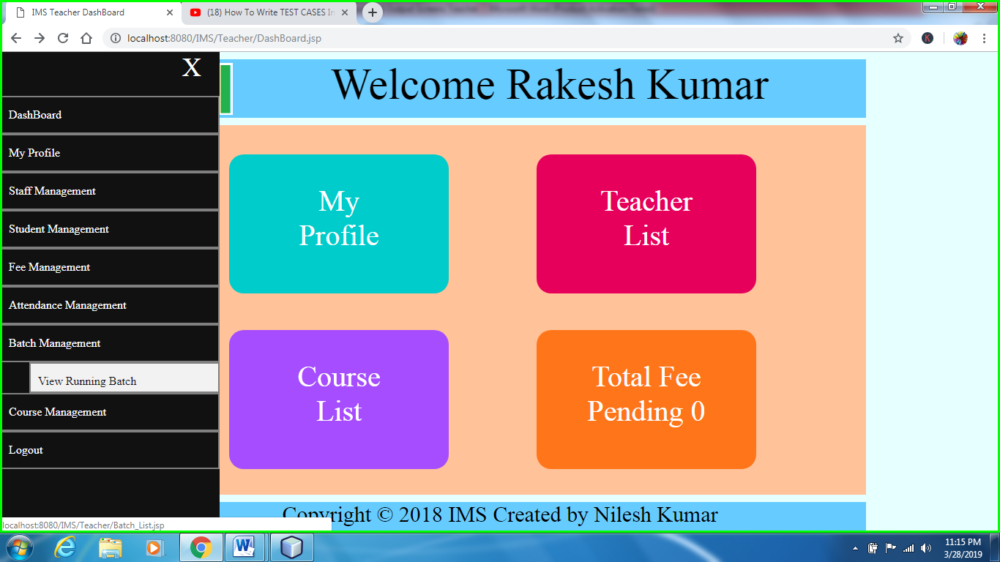 IMS Teacher DashBoard
(18) How To Write TEST CASES In
localhost:8080/IMS/Teacher/DashBoard.jsp
K
X
DashBoard
My Profile
Staff Management
Student Management
Fee Management
Attendance Management
Batch Management
View Running Batch
Course Management
Logout
Welcome Rakesh Kumar
My
Profile
Teacher
List
Course
List
Total Fee
Pending 0
Copyright © 2018 IMS Created by Nilesh Kumar
localhost:8080/IMS/Teacher/Batch_List.jsp
11:15 PM
3/28/2019